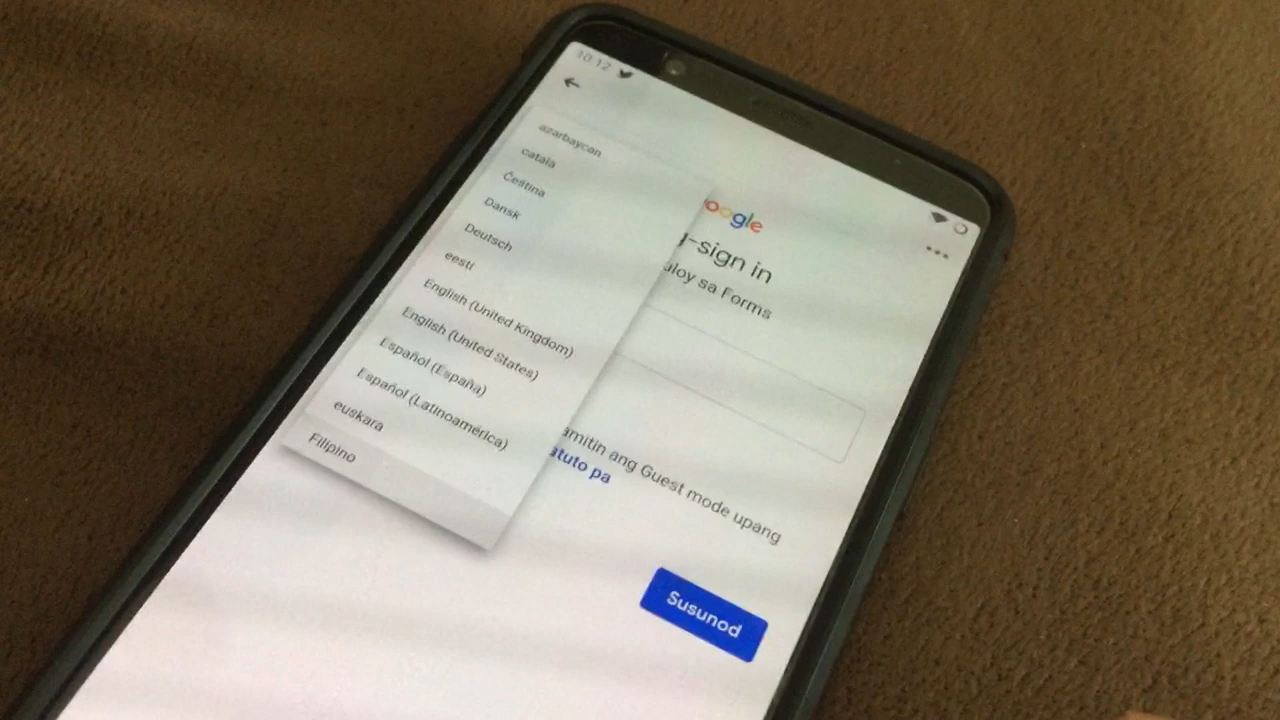 10:12
azərbaycan
català
Čeština
Dansk
Deutsch
eesti
English (United Kingdom)
English (United States)
Español (España)
Español (Latinoamérica)
euskara
Filipino
oogle
g-sign in
aloy sa Forms
amitin ang Guest mode upang
atuto pa
Susunod